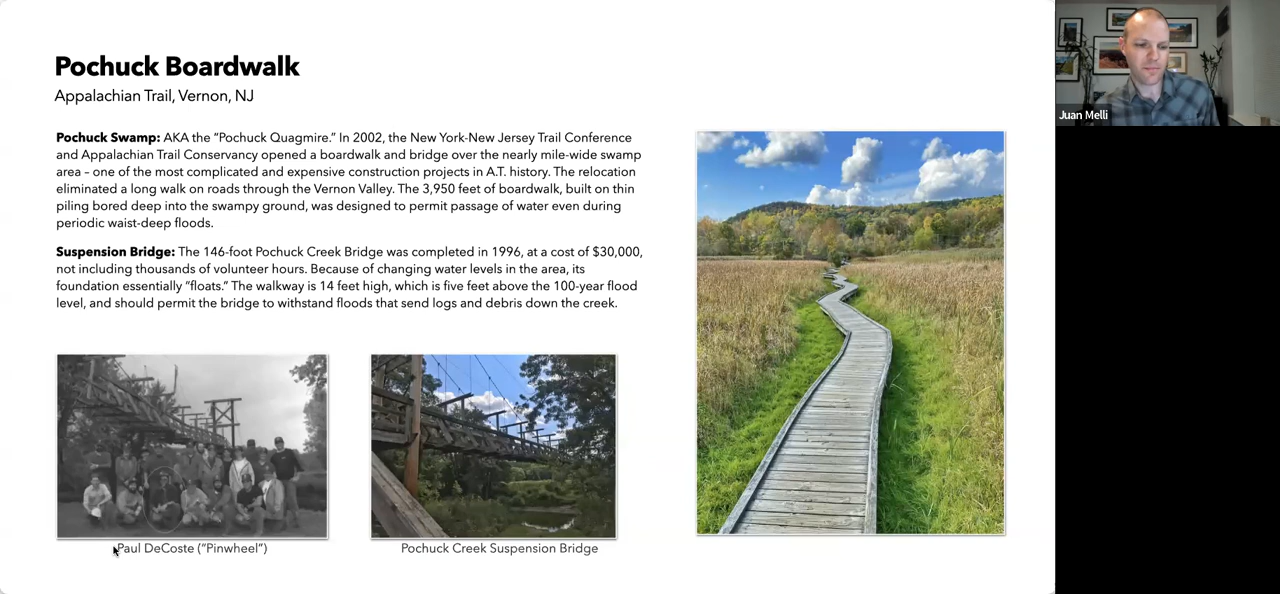 Pochuck Boardwalk
Appalachian Trail, Vernon, NJ
Pochuck Swamp: AKA the “Pochuck Quagmire.” In 2002, the New York-New Jersey Trail Conference
and Appalachian Trail Conservancy opened a boardwalk and bridge over the nearly mile-wide swamp
area – one of the most complicated and expensive construction projects in A.T. history. The relocation
eliminated a long walk on roads through the Vernon Valley. The 3,950 feet of boardwalk, built on thin
piling bored deep into the swampy ground, was designed to permit passage of water even during
periodic waist-deep floods.
Suspension Bridge: The 146-foot Pochuck Creek Bridge was completed in 1996, at a cost of $30,000,
not including thousands of volunteer hours. Because of changing water levels in the area, its
foundation essentially “floats.” The walkway is 14 feet high, which is five feet above the 100-year flood
level, and should permit the bridge to withstand floods that send logs and debris down the creek.
Paul DeCoste (“Pinwheel”)
Pochuck Creek Suspension Bridge
Juan Melli